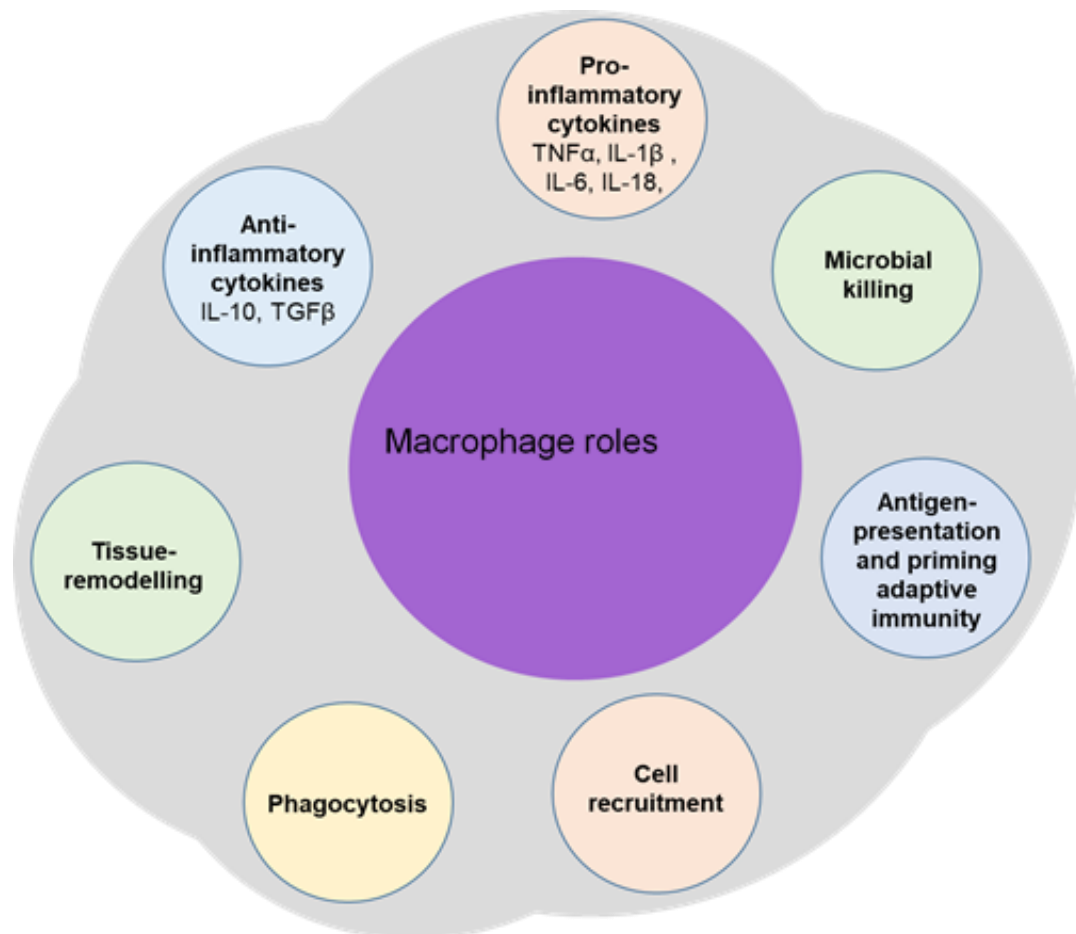 Pro-
inflammatory
cytokines
TNFα, IL-1β ,
IL-6, IL-18,
Anti-
inflammatory
cytokines
IL-10, TGFβ
Microbial
killing
Macrophage roles
Antigen-
presentation
and priming
adaptive
immunity
Tissue-
remodelling
Phagocytosis
Cell
recruitment